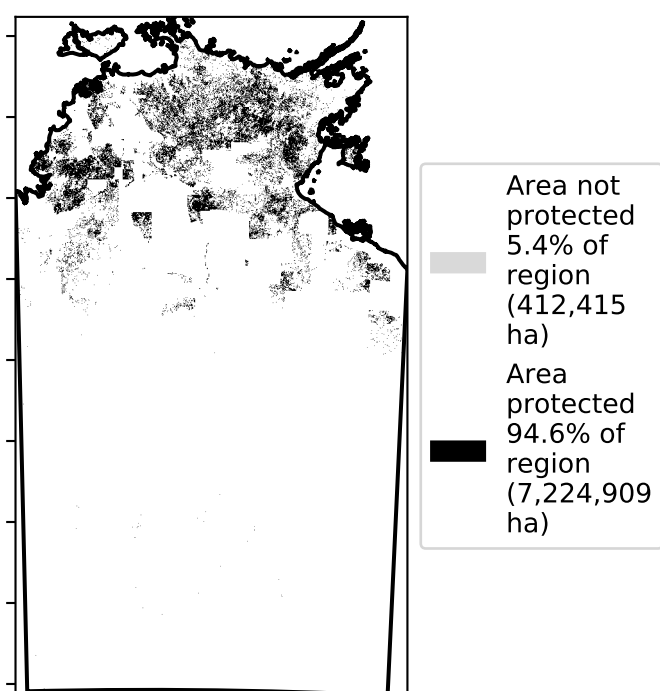 Area not
protected
5.4% of
region
(412,415
ha)
Area
protected
94.6% of
region
(7,224,909
ha)